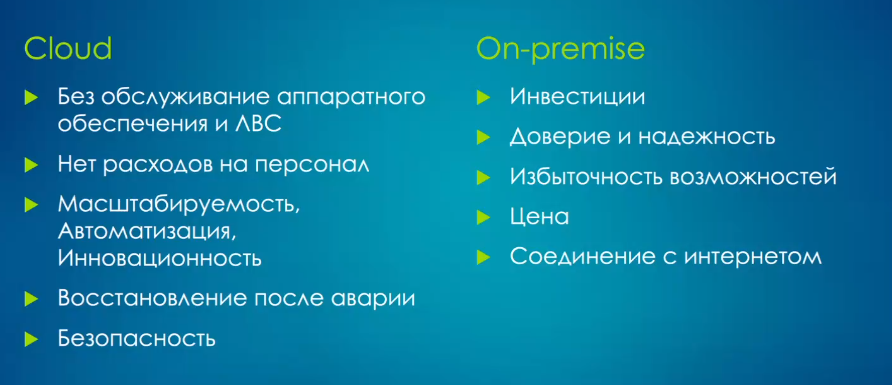 Cloud
Без обслуживание аппаратного
обеспечения и ЛВС
Нет расходов на персонал
Масштабируемость,
Автоматизация,
Инновационность
Восстановление после аварии
Безопасность
On-premise
Инвестиции
Доверие и надежность
Избыточность возможностей
Цена
Соединение с интернетом